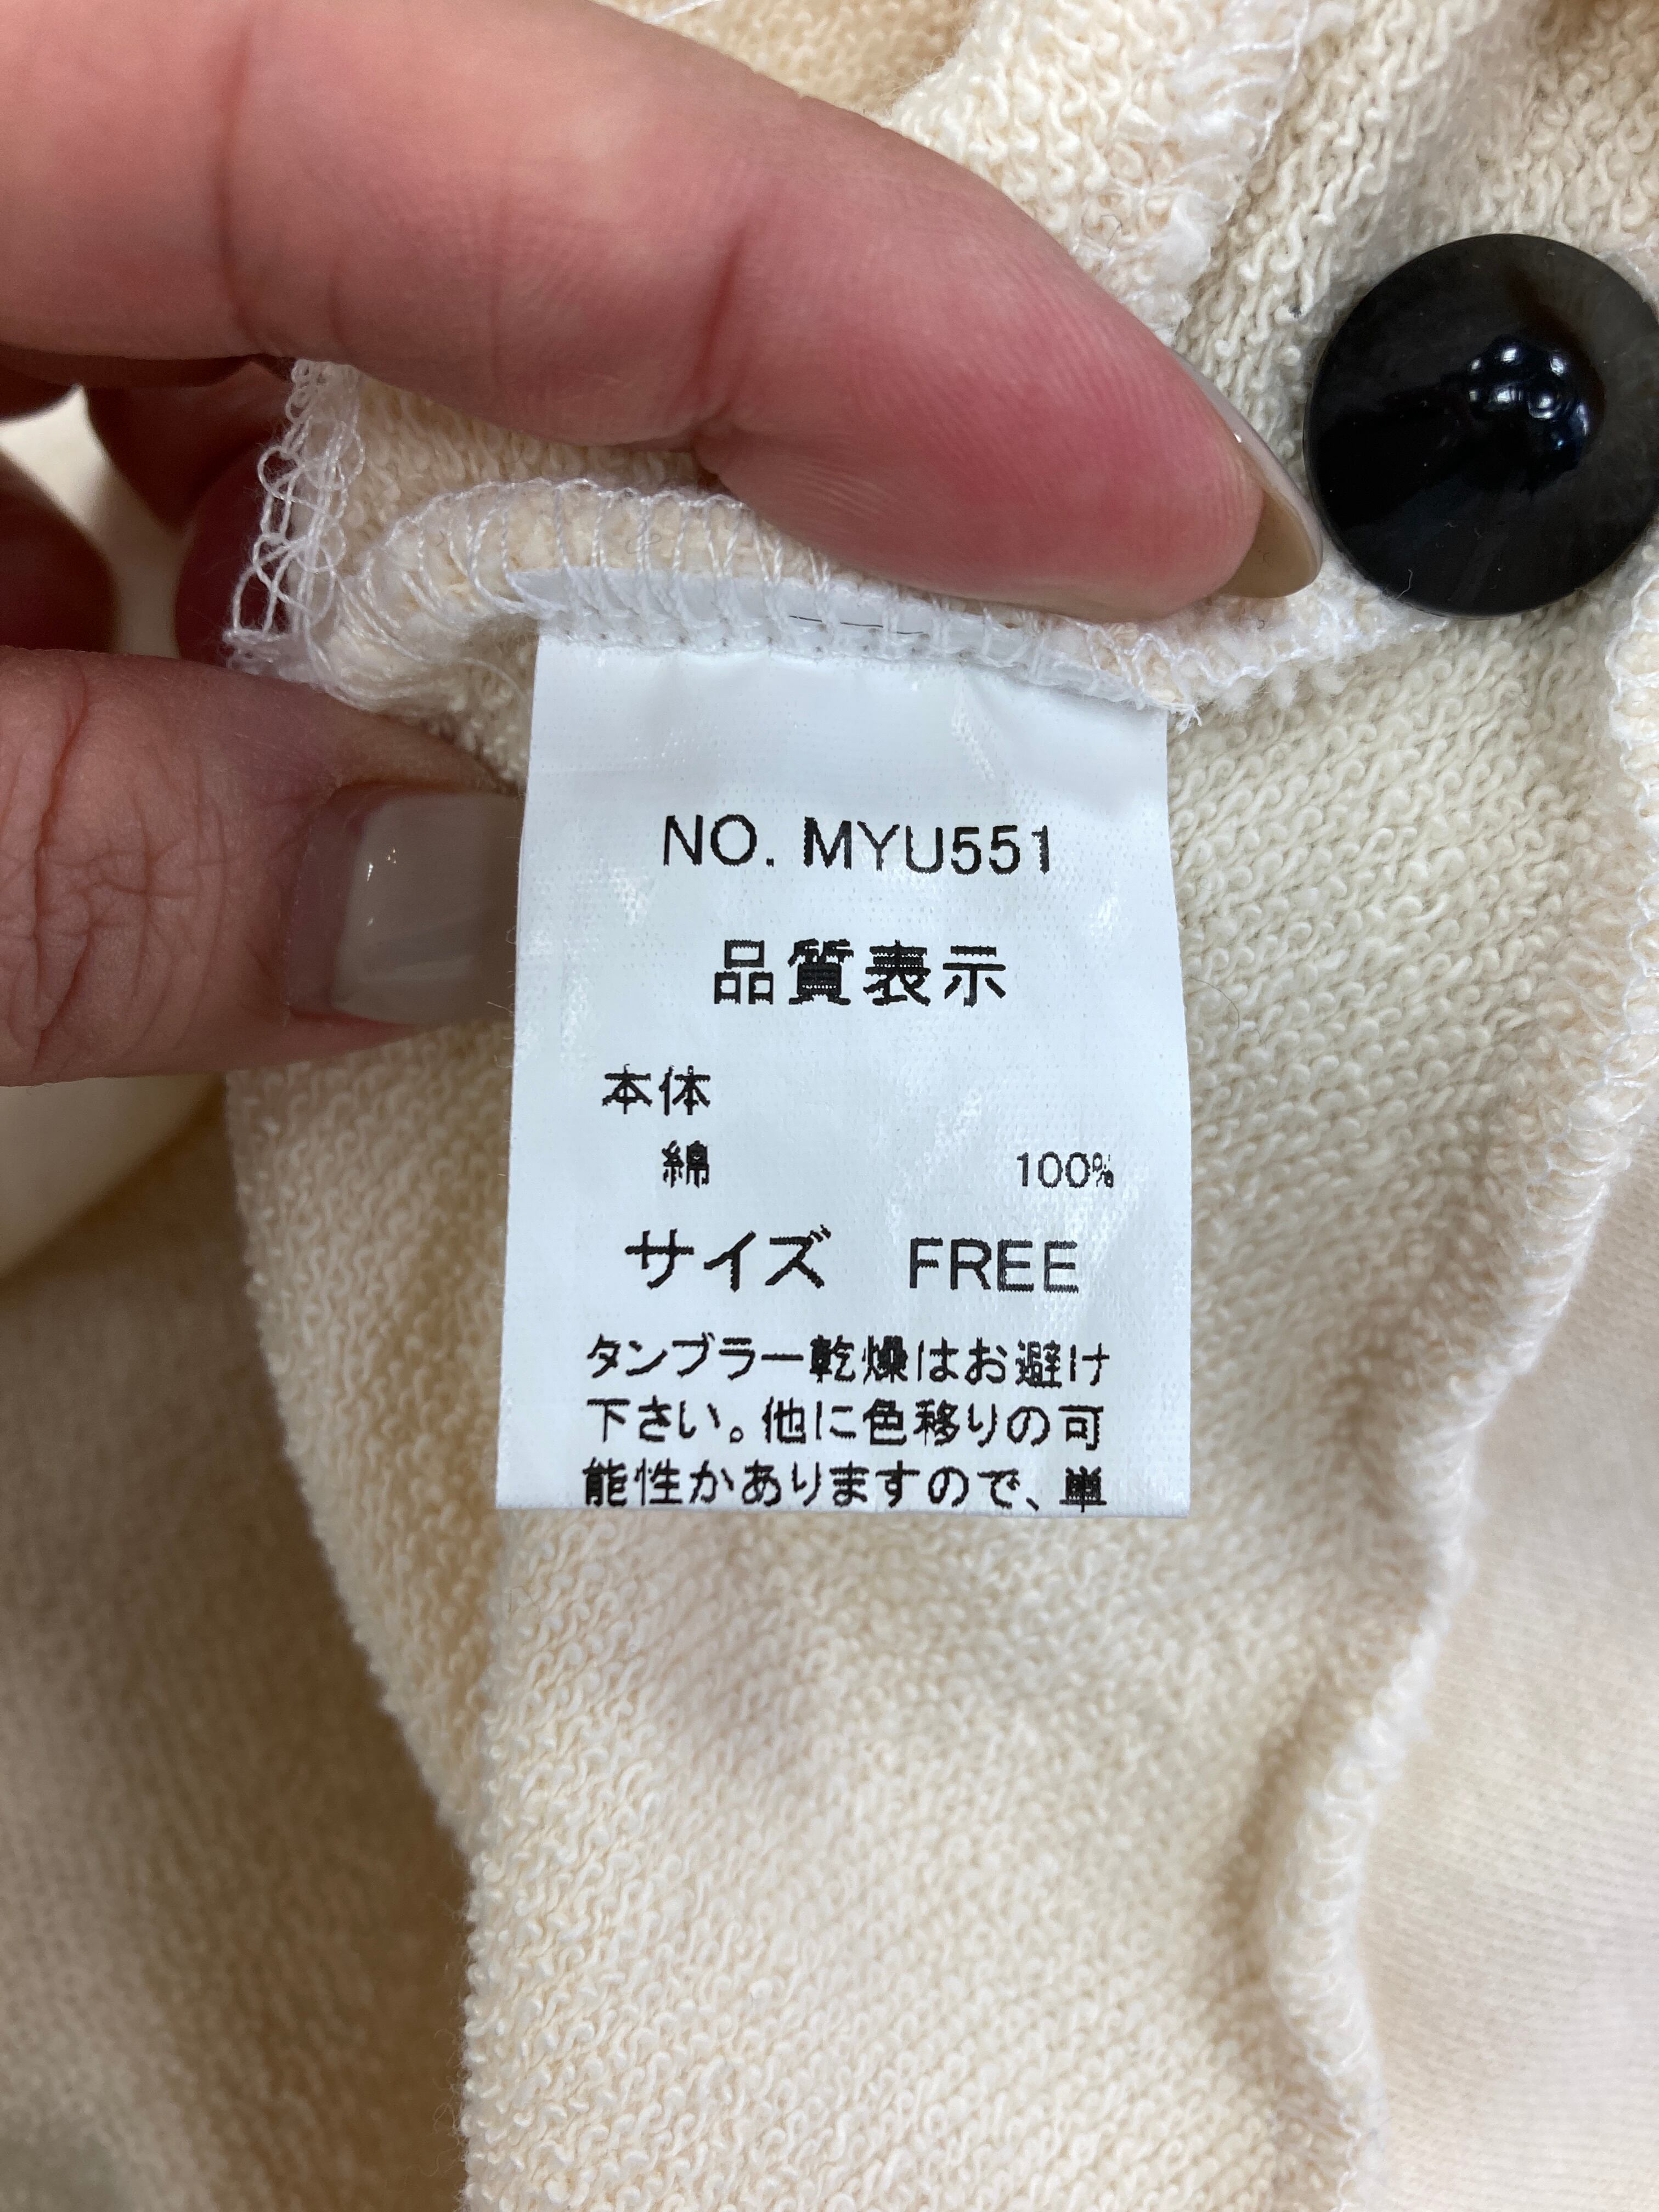 NO. MYU551
品質表示
本体
綿 100%
サイズ FREE
タンブラー乾燥はお避け
下さい。他に色移りの可
能性がありますので、単